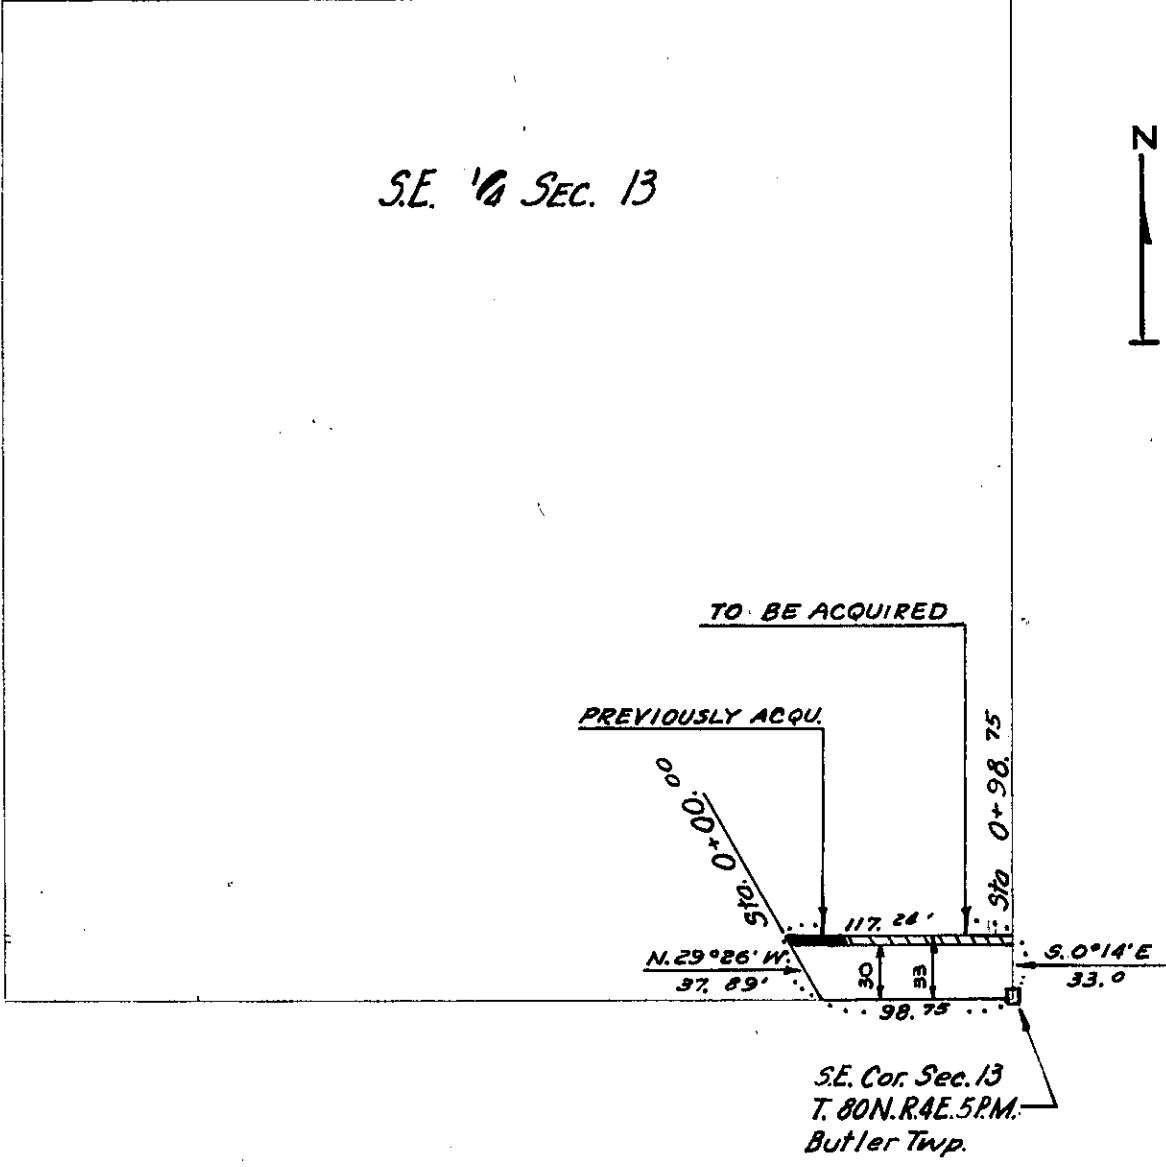 N
S.E. 1/4 SEC. 13
TO BE ACQUIRED
PREVIOUSLY ACQU.
Sta. 0+00.00
Sta 0+98.75
117.24'
N. 29°26' W.
37.89'
30
33
S. 0°14' E
33.0
98.75
S.E. Cor. Sec. 13
T. 80N. R.4E. 5P.M.
Butler Twp.